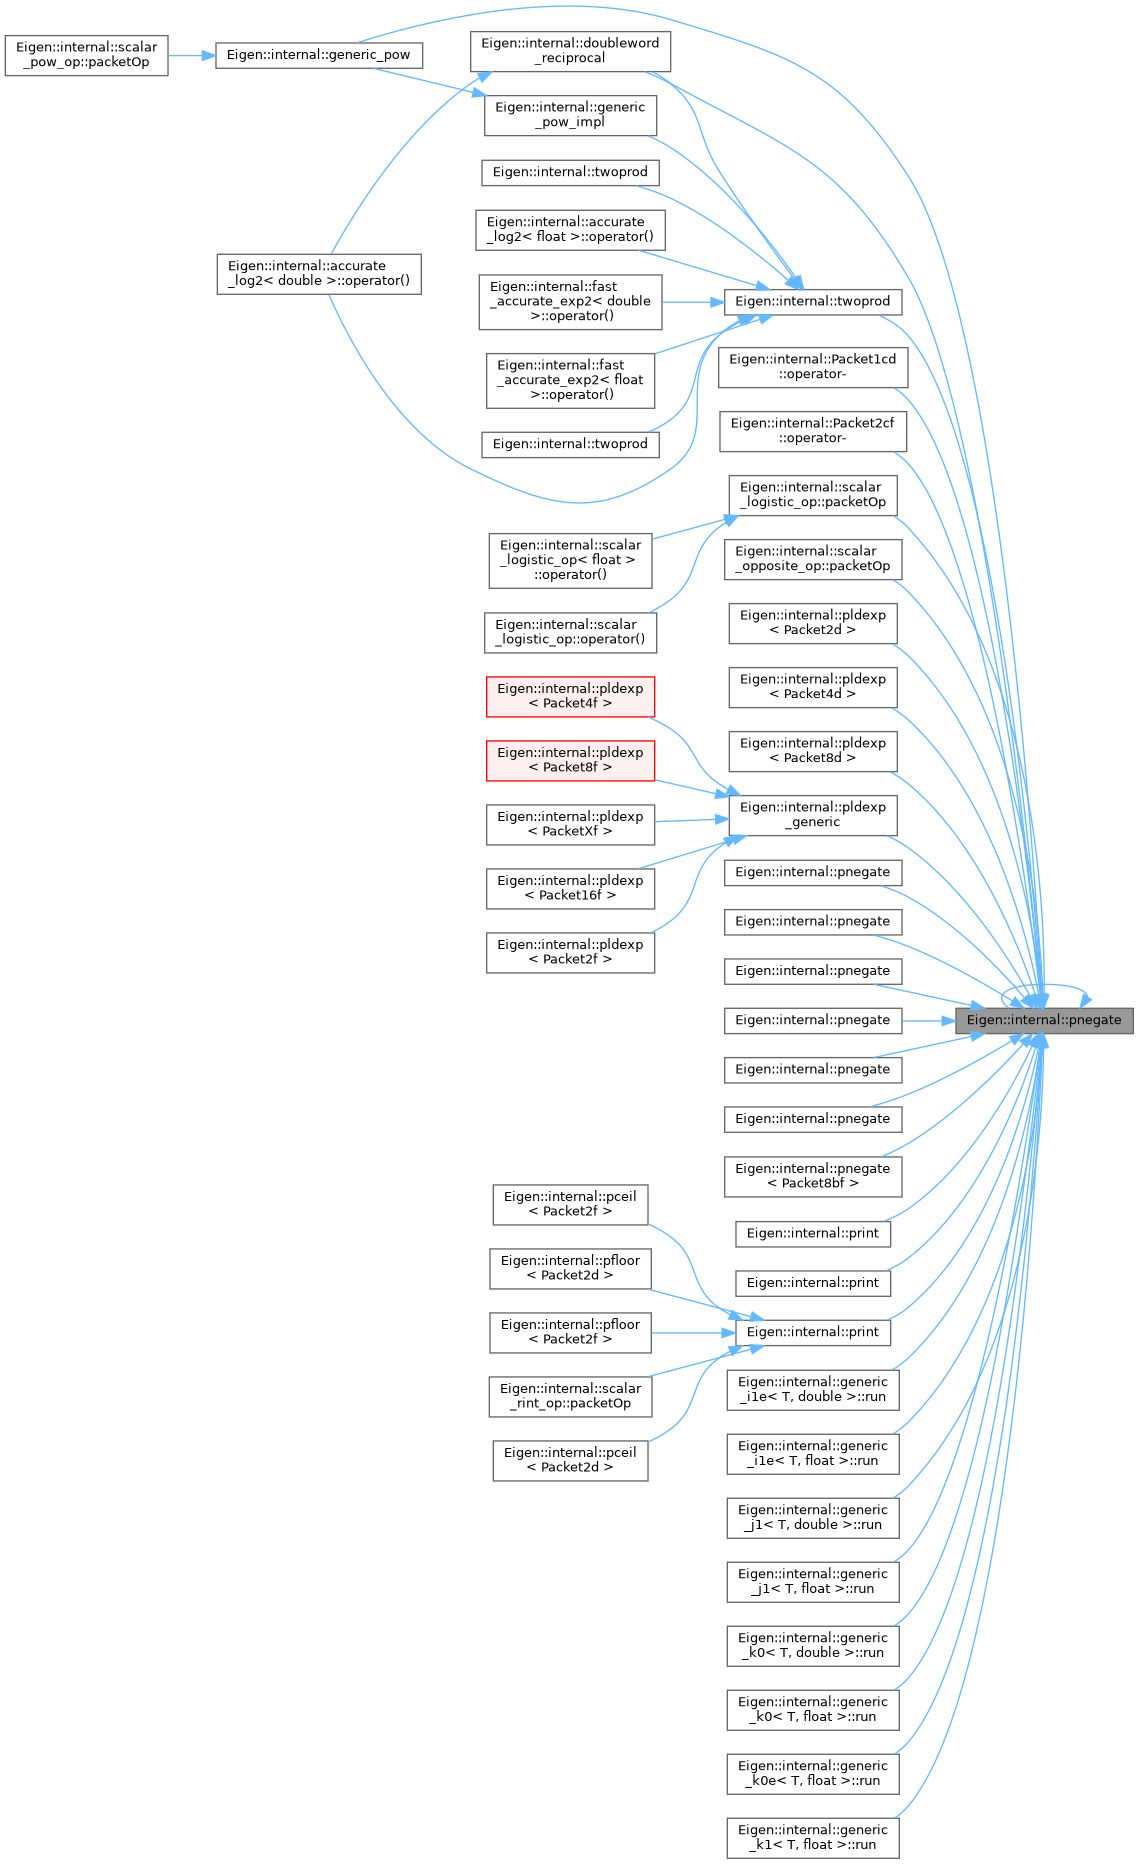 Eigen::internal::scalar
_pow_op::packetOp
Eigen::internal::generic_pow
Eigen::internal::doubleword
_reciprocal
Eigen::internal::generic
_pow_impl
Eigen::internal::twoprod
Eigen::internal::accurate
_log2< float >::operator()
Eigen::internal::accurate
_log2< double >::operator()
Eigen::internal::fast
_accurate_exp2< double
>::operator()
Eigen::internal::twoprod
Eigen::internal::fast
_accurate_exp2< float
>::operator()
Eigen::internal::twoprod
Eigen::internal::Packet1cd
::operator-
Eigen::internal::Packet2cf
::operator-
Eigen::internal::scalar
_logistic_op::packetOp
Eigen::internal::scalar
_logistic_op< float >
::operator()
Eigen::internal::scalar
_opposite_op::packetOp
Eigen::internal::scalar
_logistic_op::operator()
Eigen::internal::pldexp
< Packet2d >
Eigen::internal::pldexp
< Packet4d >
Eigen::internal::pldexp
< Packet4f >
Eigen::internal::pldexp
< Packet8d >
Eigen::internal::pldexp
< Packet8f >
Eigen::internal::pldexp
_generic
Eigen::internal::pldexp
< PacketXf >
Eigen::internal::pldexp
< Packet16f >
Eigen::internal::pldexp
< Packet2f >
Eigen::internal::pnegate
Eigen::internal::pnegate
Eigen::internal::pnegate
Eigen::internal::pnegate
Eigen::internal::pnegate
Eigen::internal::pnegate
Eigen::internal::pnegate
Eigen::internal::pnegate
< Packet8bf >
Eigen::internal::print
Eigen::internal::print
Eigen::internal::print
Eigen::internal::pceil
< Packet2f >
Eigen::internal::pfloor
< Packet2d >
Eigen::internal::pfloor
< Packet2f >
Eigen::internal::scalar
_rint_op::packetOp
Eigen::internal::pceil
< Packet2d >
Eigen::internal::generic
_i1e< T, double >::run
Eigen::internal::generic
_i1e< T, float >::run
Eigen::internal::generic
_j1< T, double >::run
Eigen::internal::generic
_j1< T, float >::run
Eigen::internal::generic
_k0< T, double >::run
Eigen::internal::generic
_k0< T, float >::run
Eigen::internal::generic
_k0e< T, float >::run
Eigen::internal::generic
_k1< T, float >::run